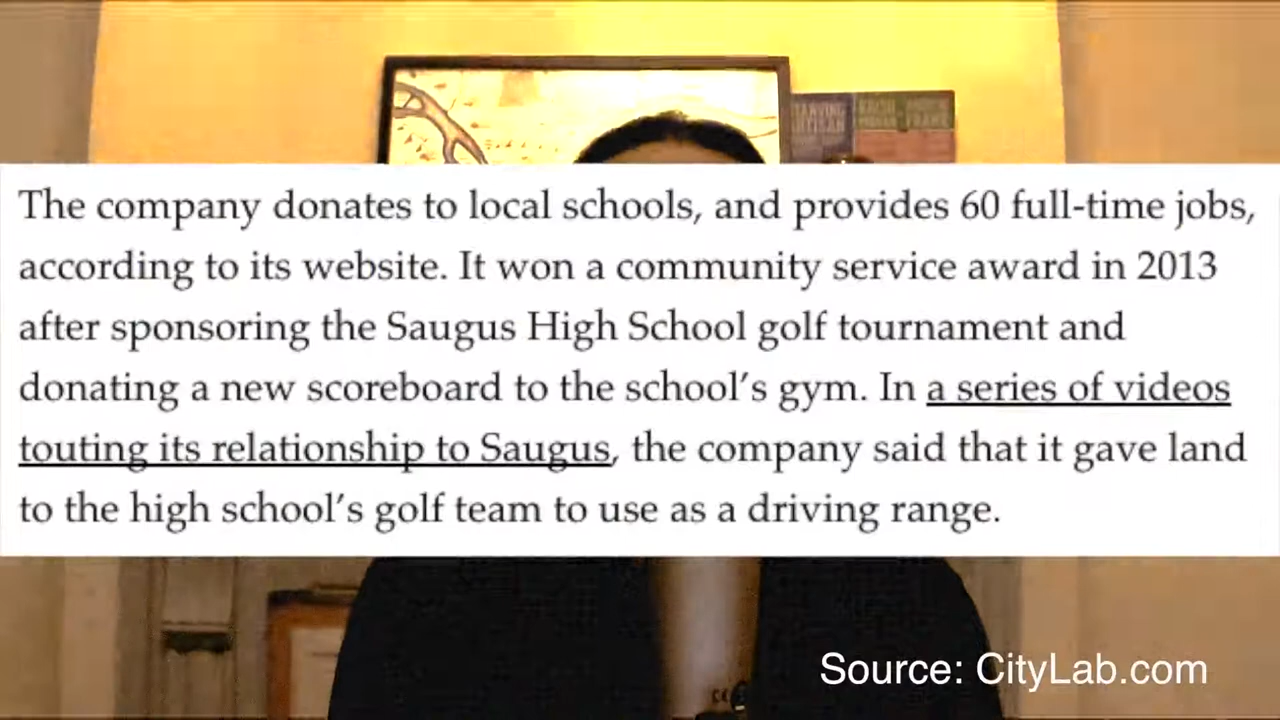 The company donates to local schools, and provides 60 full-time jobs,
according to its website. It won a community service award in 2013
after sponsoring the Saugus High School golf tournament and
donating a new scoreboard to the school's gym. In a series of videos
touting its relationship to Saugus, the company said that it gave land
to the high school's golf team to use as a driving range.
Source: CityLab.com